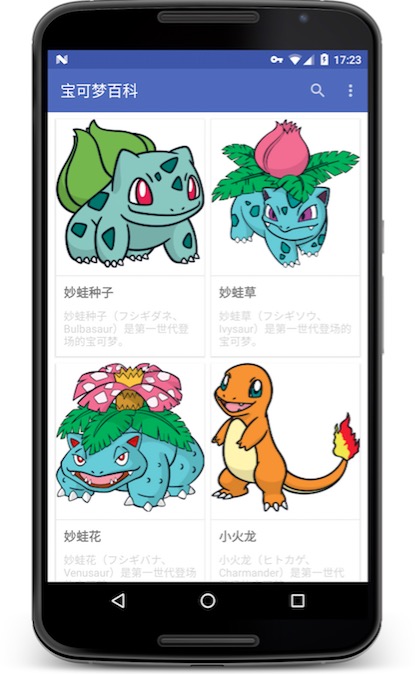 17:23
宝可梦百科
妙蛙种子
妙蛙种子（フシギダネ、
Bulbasaur）是第一世代登
场的宝可梦。
妙蛙草
妙蛙草（フシギソウ、
Ivysaur）是第一世代登场的
宝可梦。
妙蛙花
妙蛙花（フシギバナ、
Venusaur）是第一世代登场
小火龙
小火龙（ヒトカゲ、
Charmander）是第一世代